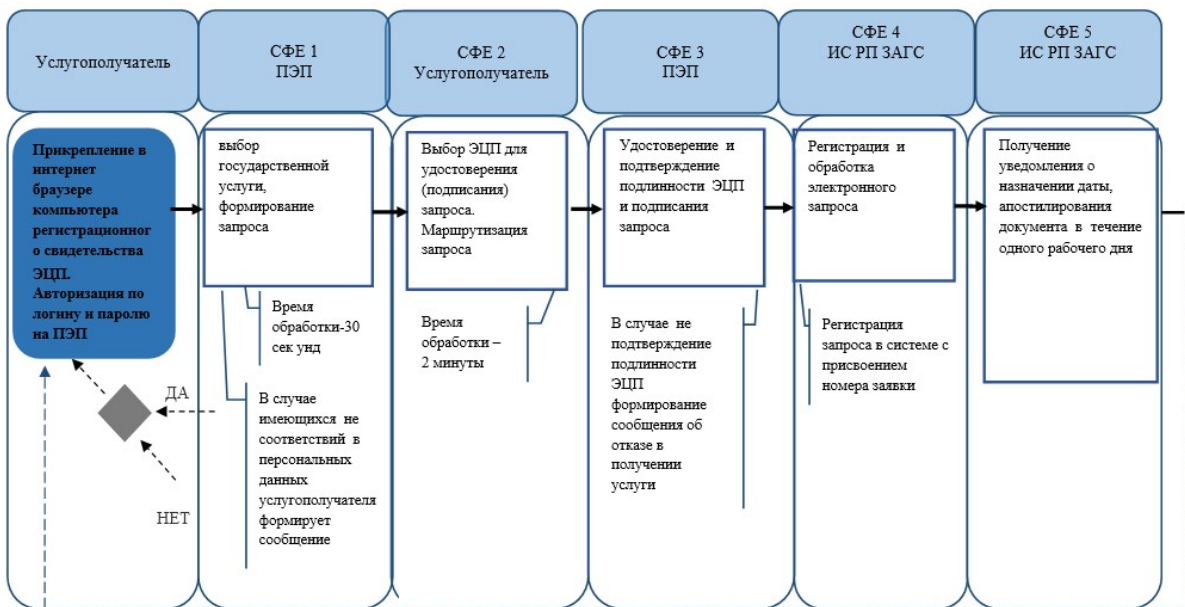 Услугополучатель
СФЕ 1
ПЭП
СФЕ 2
Услугополучатель
СФЕ 3
ПЭП
СФЕ 4
ИС РП ЗАГС
СФЕ 5
ИС РП ЗАГС
Прикрепление в
интернет
браузере
компьютера
регистрационног
о свидетельства
ЭЦП.
Авторизация по
логину и паролю
на ПЭП
выбор
государственной
услуги,
формирование
запроса
Выбор ЭЦП для
удостоверения
(подписания)
запроса.
Маршрутизация
запроса
Удостоверение и
подтверждение
подлинности ЭЦП
и подписания
запроса
Регистрация и
обработка
электронного
запроса
Получение
уведомления о
назначении даты,
апостилирования
документа в течение
одного рабочего дня
Время
обработки-30
сек унд
Время
обработки –
2 минуты
В случае не
подтверждение
подлинности
ЭЦП
формирование
сообщения об
отказе в
получении
услуги
Регистрация
запроса в системе с
присвоением
номера заявки
ДА
В случае
имеющихся не
соответствий в
персональных
данных
услугополучателя
формирует
сообщение
НЕТ